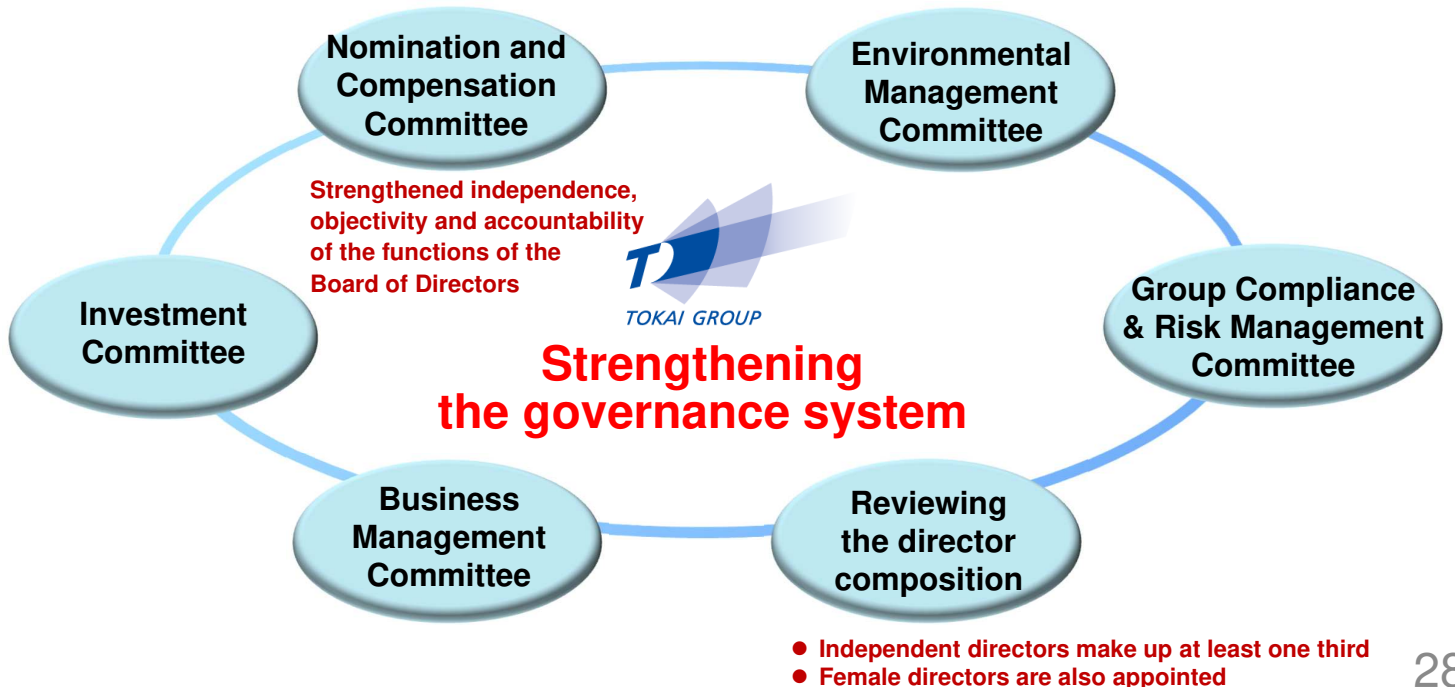 Nomination and
Compensation
Committee
Environmental
Management
Committee
Strengthened independence,
objectivity and accountability
of the functions of the
Board of Directors
TOKAI GROUP
Investment
Committee
Group Compliance
& Risk Management
Committee
Strengthening
the governance system
Business
Management
Committee
Reviewing
the director
composition
● Independent directors make up at least one third
● Female directors are also appointed
28